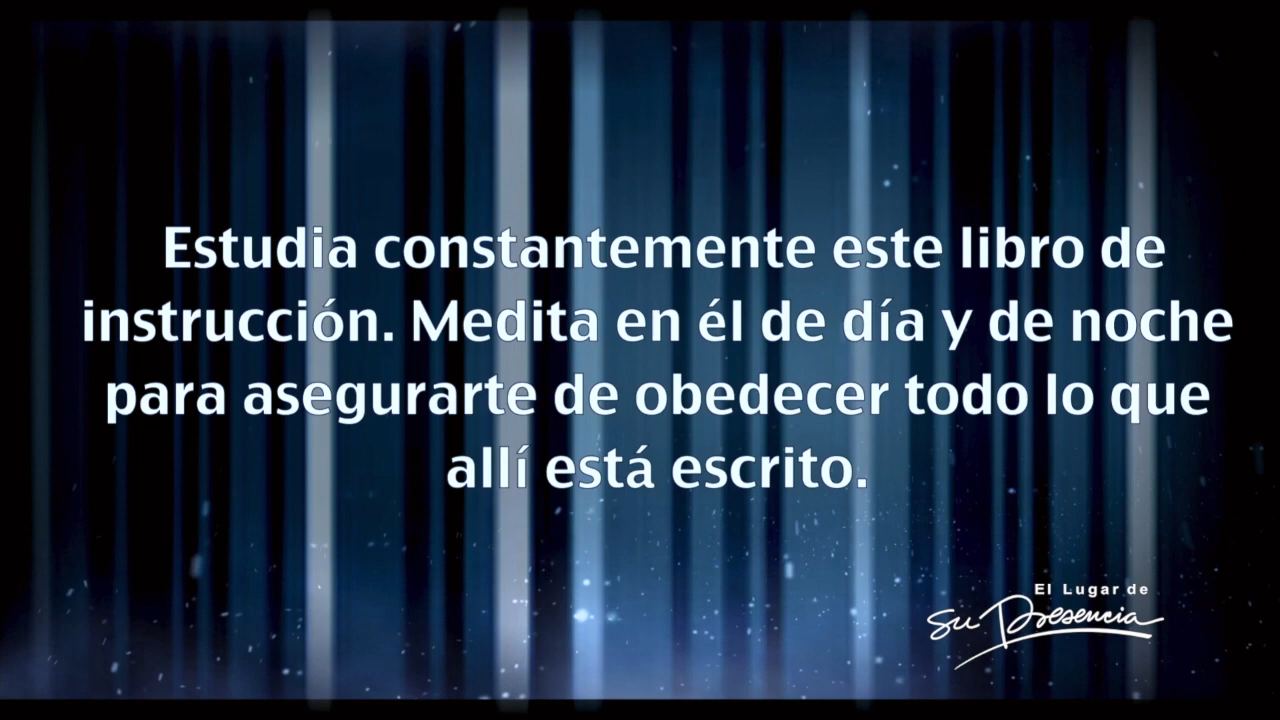 Estudia constantemente este libro de
instrucción. Medita en él de día y de noche
para asegurarte de obedecer todo lo que
allí está escrito.
El Lugar de
Su Presencia